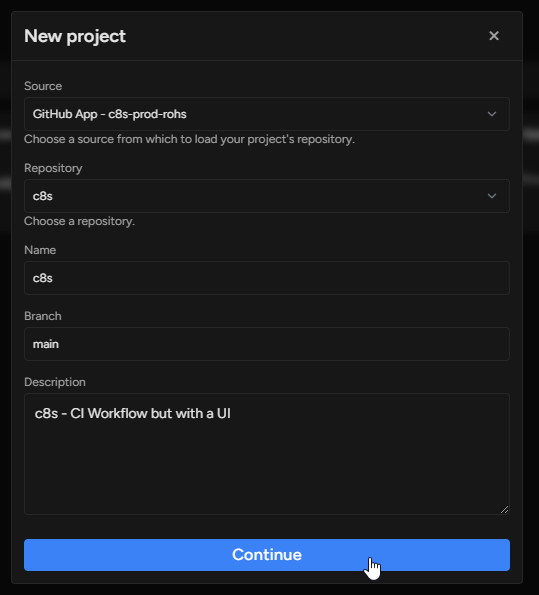 New project
Source
GitHub App - c8s-prod-rohs
Choose a source from which to load your project's repository.
Repository
c8s
Choose a repository.
Name
c8s
Branch
main
Description
c8s - CI Workflow but with a UI
Continue